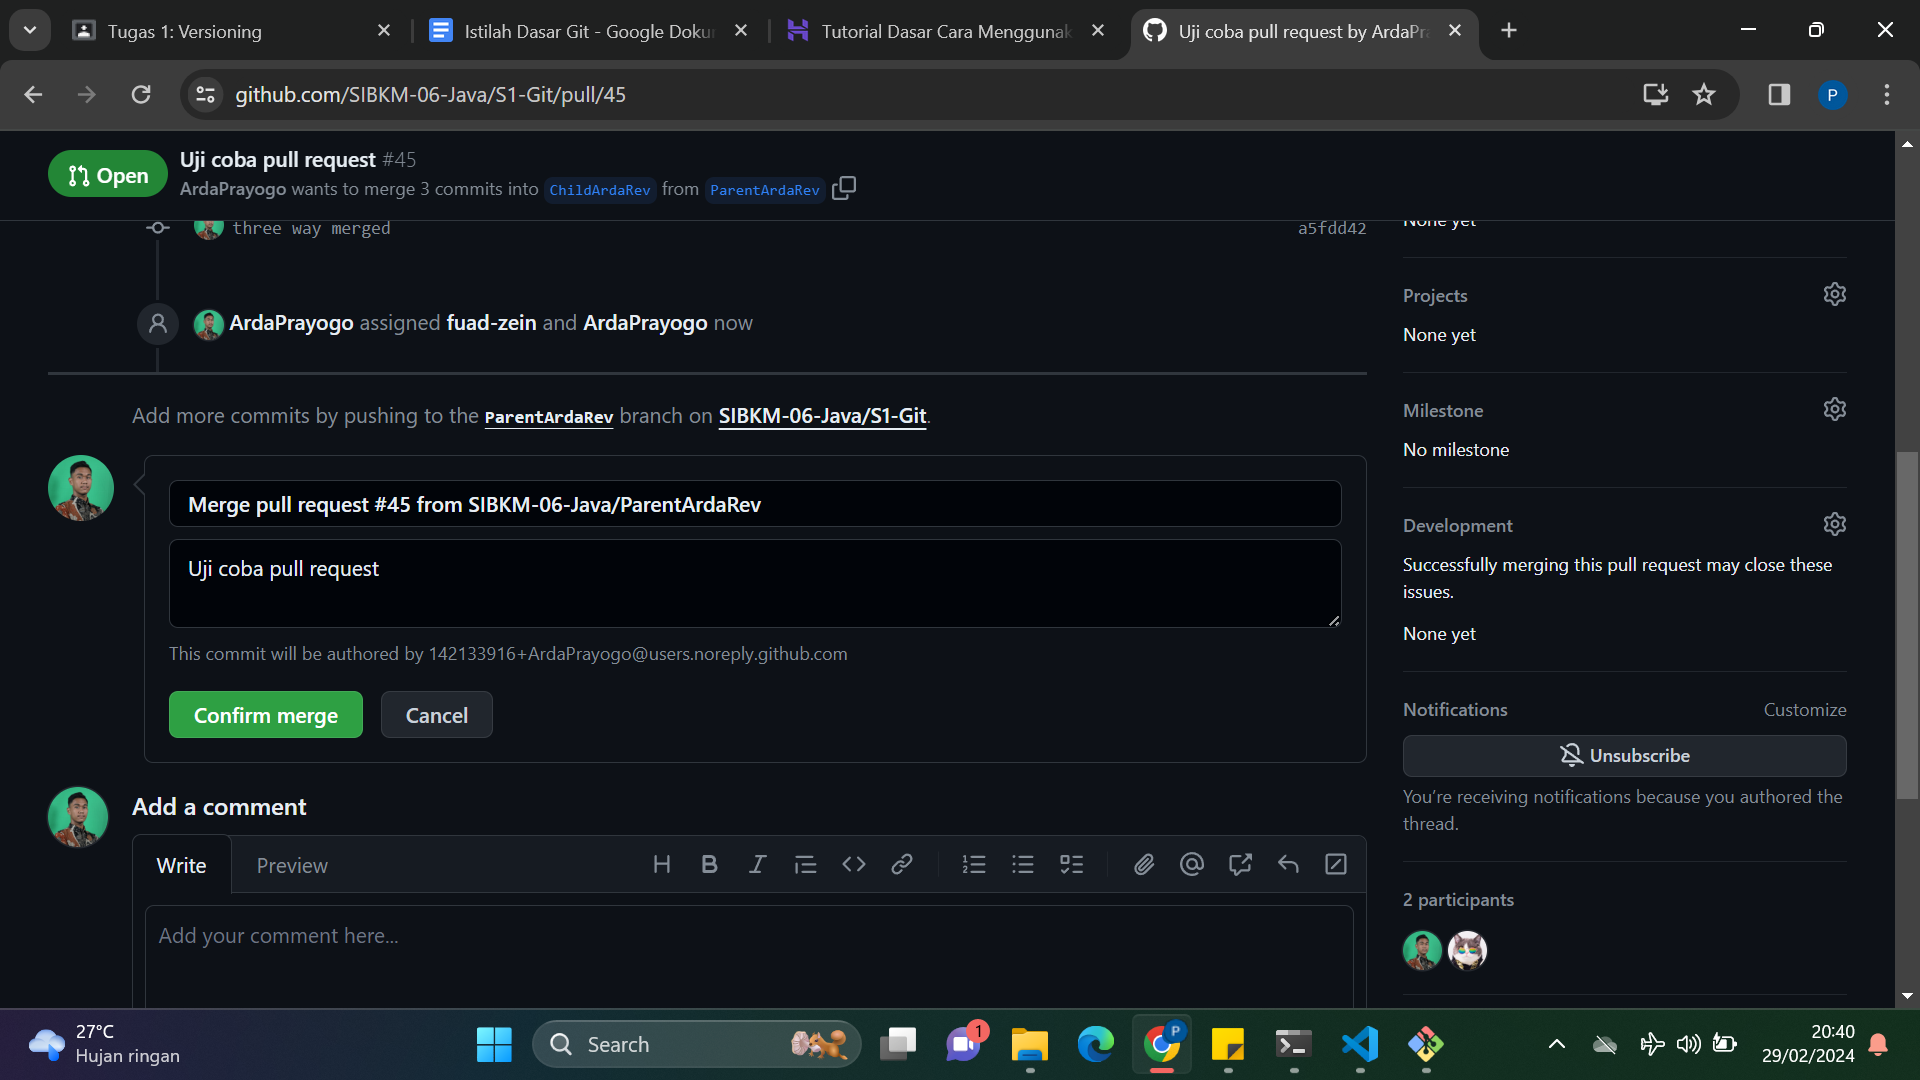 Tugas 1: Versioning
Istilah Dasar Git - Google Dokun
Tutorial Dasar Cara Menggunak
Uji coba pull request by ArdaPr
github.com/SIBKM-06-Java/S1-Git/pull/45
P
Open
Uji coba pull request #45
ArdaPrayogo wants to merge 3 commits into ChildArdaRev from ParentArdaRev
three way merged
a5fdd42
ArdaPrayogo assigned fuad-zein and ArdaPrayogo now
Add more commits by pushing to the ParentArdaRev branch on SIBKM-06-Java/S1-Git.
Merge pull request #45 from SIBKM-06-Java/ParentArdaRev
Uji coba pull request
This commit will be authored by 142133916+ArdaPrayogo@users.noreply.github.com
Confirm merge
Cancel
Add a comment
Write
Preview
Add your comment here...
None yet
Projects
None yet
Milestone
No milestone
Development
Successfully merging this pull request may close these
issues.
None yet
Notifications
Customize
Unsubscribe
You're receiving notifications because you authored the
thread.
2 participants
27°C
Hujan ringan
Search
1
P
20:40
29/02/2024